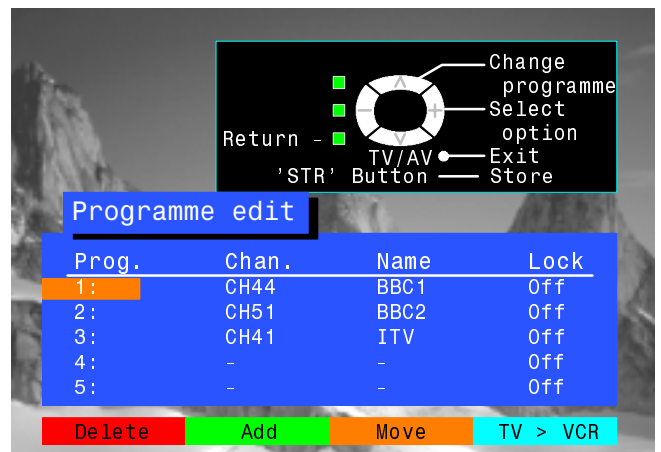 Change
programme
Select
option
Return -
TV/AV Exit
'STR' Button Store
Programme edit
Prog. Chan. Name Lock
1: CH44 BBC1 Off
2: CH51 BBC2 Off
3: CH41 ITV Off
4: - - Off
5: - - Off
Delete Add Move TV > VCR